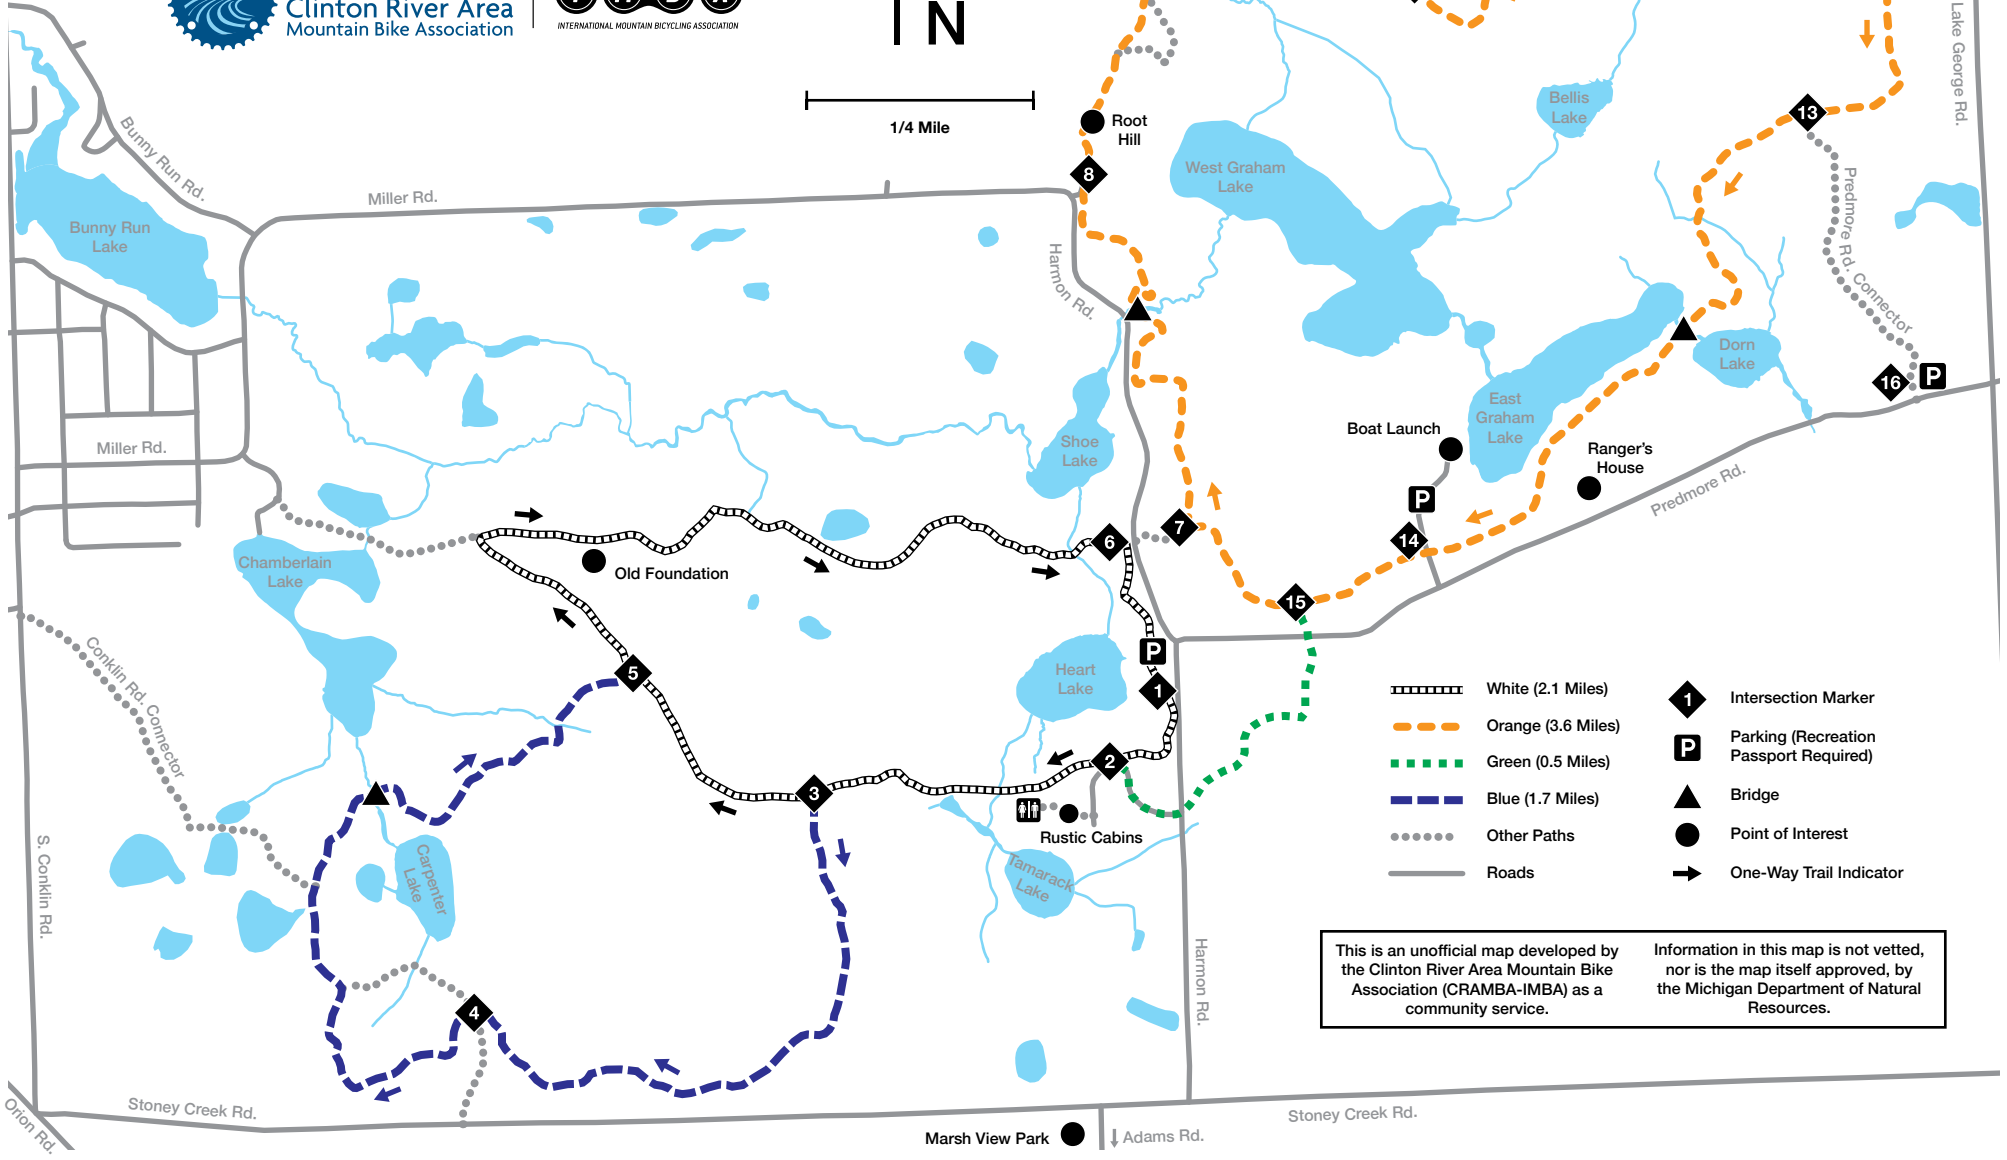 Clinton River Area
Mountain Bike Association
INTERNATIONAL MOUNTAIN BICYCLING ASSOCIATION
N
1/4 Mile
Root
Hill
8
Bunny Run Rd.
Miller Rd.
Bunny Run
Lake
West Graham
Lake
Bellis
Lake
13
Lake George Rd.
Predmore Rd. Connector
Harmon Rd.
Dorn
Lake
16
P
East
Graham
Lake
Boat Launch
Ranger's
House
P
14
Predmore Rd.
Miller Rd.
Shoe
Lake
6
7
15
Chamberlain
Lake
Old Foundation
5
Conklin Rd. Connector
P
Heart
Lake
1
2
3
Rustic Cabins
Tamarack
Lake
Carpenter
Lake
4
S. Conklin Rd.
Harmon Rd.
Orion Rd.
Stoney Creek Rd.
Stoney Creek Rd.
Marsh View Park
Adams Rd.
White (2.1 Miles)
Orange (3.6 Miles)
Green (0.5 Miles)
Blue (1.7 Miles)
Other Paths
Roads
1
Intersection Marker
P
Parking (Recreation
Passport Required)
Bridge
Point of Interest
One-Way Trail Indicator
This is an unofficial map developed by
the Clinton River Area Mountain Bike
Association (CRAMBA-IMBA) as a
community service.
Information in this map is not vetted,
nor is the map itself approved, by
the Michigan Department of Natural
Resources.